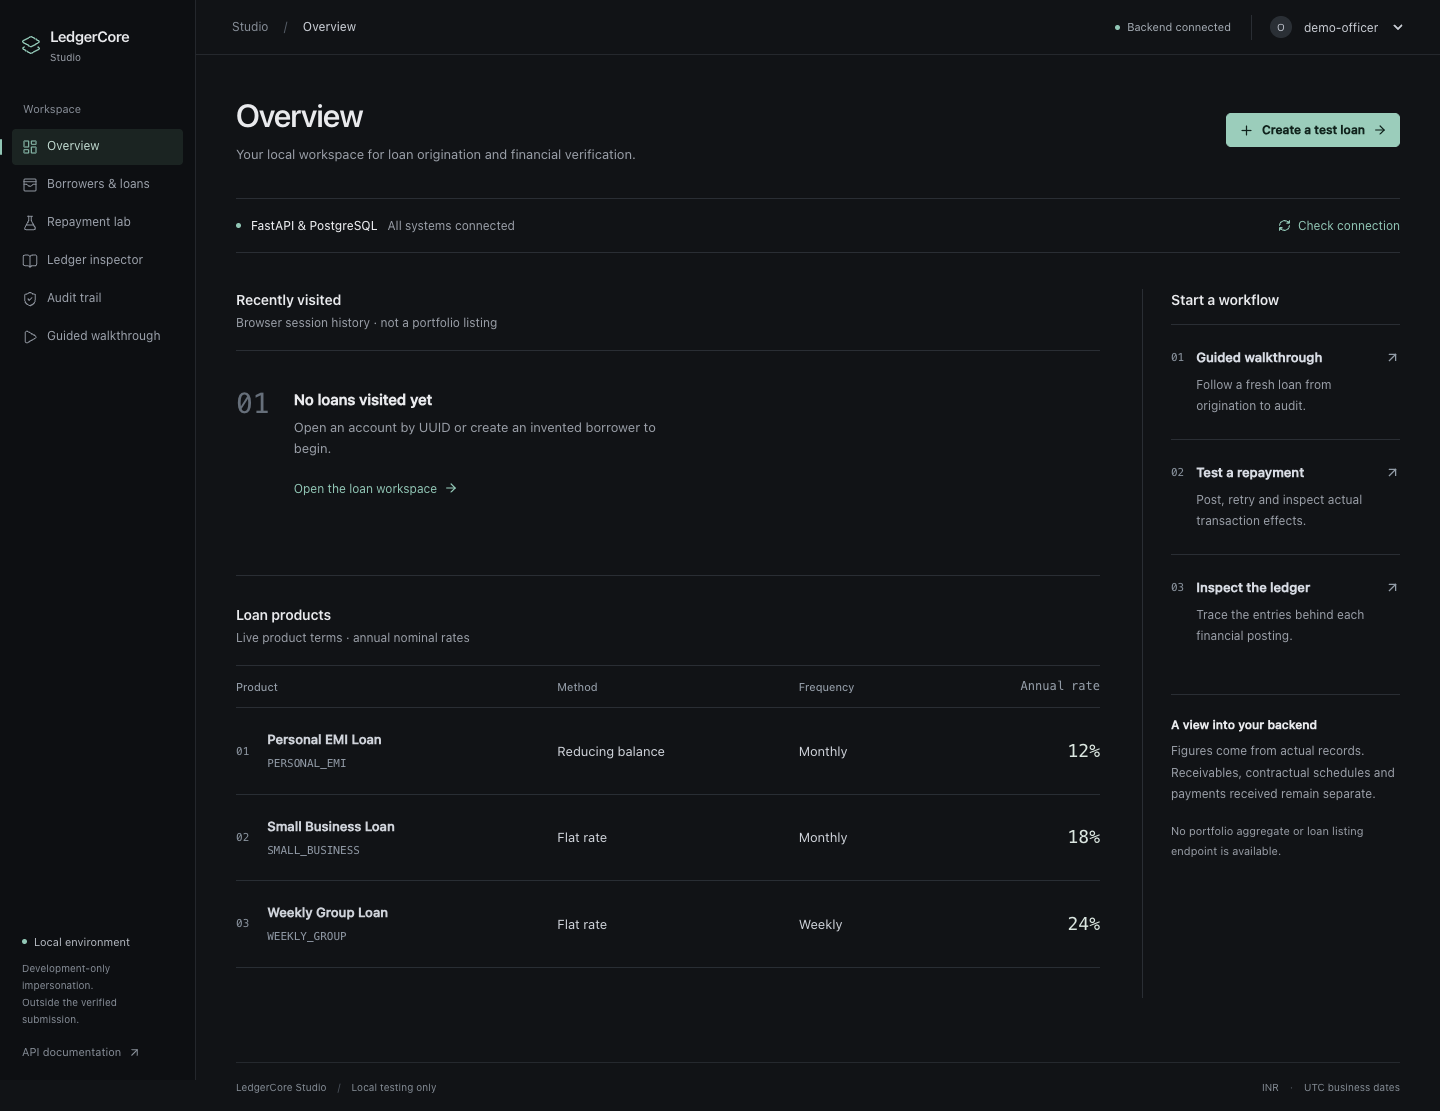 LedgerCore
Studio
Workspace
Overview
Borrowers & loans
Repayment lab
Ledger inspector
Audit trail
Guided walkthrough
Local environment
Development-only
impersonation.
Outside the verified
submission.
API documentation
Studio / Overview
Backend connected
O demo-officer
Overview
Your local workspace for loan origination and financial verification.
Create a test loan
FastAPI & PostgreSQL All systems connected
Check connection
Recently visited
Browser session history · not a portfolio listing
01 No loans visited yet
Open an account by UUID or create an invented borrower to
begin.
Open the loan workspace
Loan products
Live product terms · annual nominal rates
Product Method Frequency Annual rate
01 Personal EMI Loan
PERSONAL_EMI
Reducing balance Monthly 12%
02 Small Business Loan
SMALL_BUSINESS
Flat rate Monthly 18%
03 Weekly Group Loan
WEEKLY_GROUP
Flat rate Weekly 24%
Start a workflow
01 Guided walkthrough
Follow a fresh loan from
origination to audit.
02 Test a repayment
Post, retry and inspect actual
transaction effects.
03 Inspect the ledger
Trace the entries behind each
financial posting.
A view into your backend
Figures come from actual records.
Receivables, contractual schedules and
payments received remain separate.
No portfolio aggregate or loan listing
endpoint is available.
LedgerCore Studio / Local testing only
INR · UTC business dates